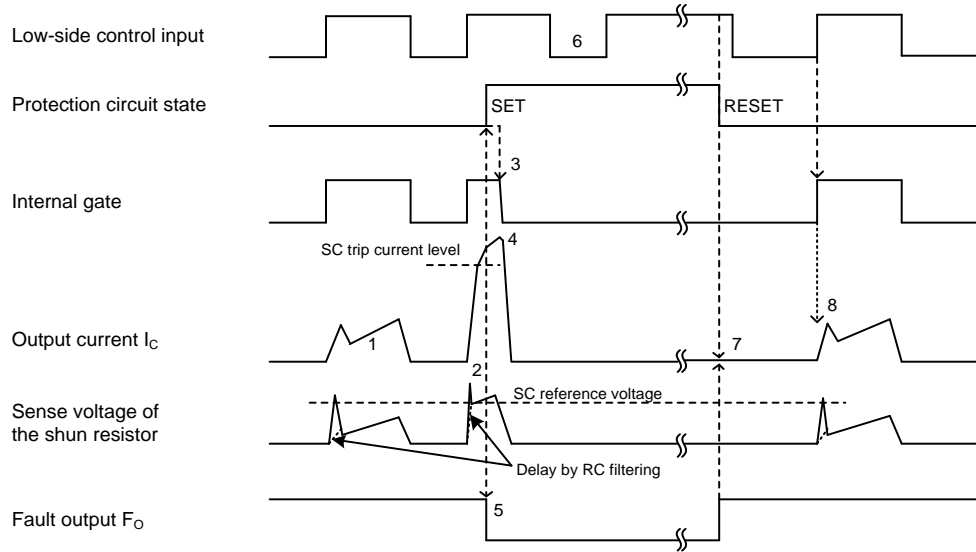 Low-side control input
6
Protection circuit state
SET
RESET
3
Internal gate
4
SC trip current level
8
Output current IC
1
7
2
SC reference voltage
Sense voltage of
the shun resistor
Delay by RC filtering
5
Fault output FO